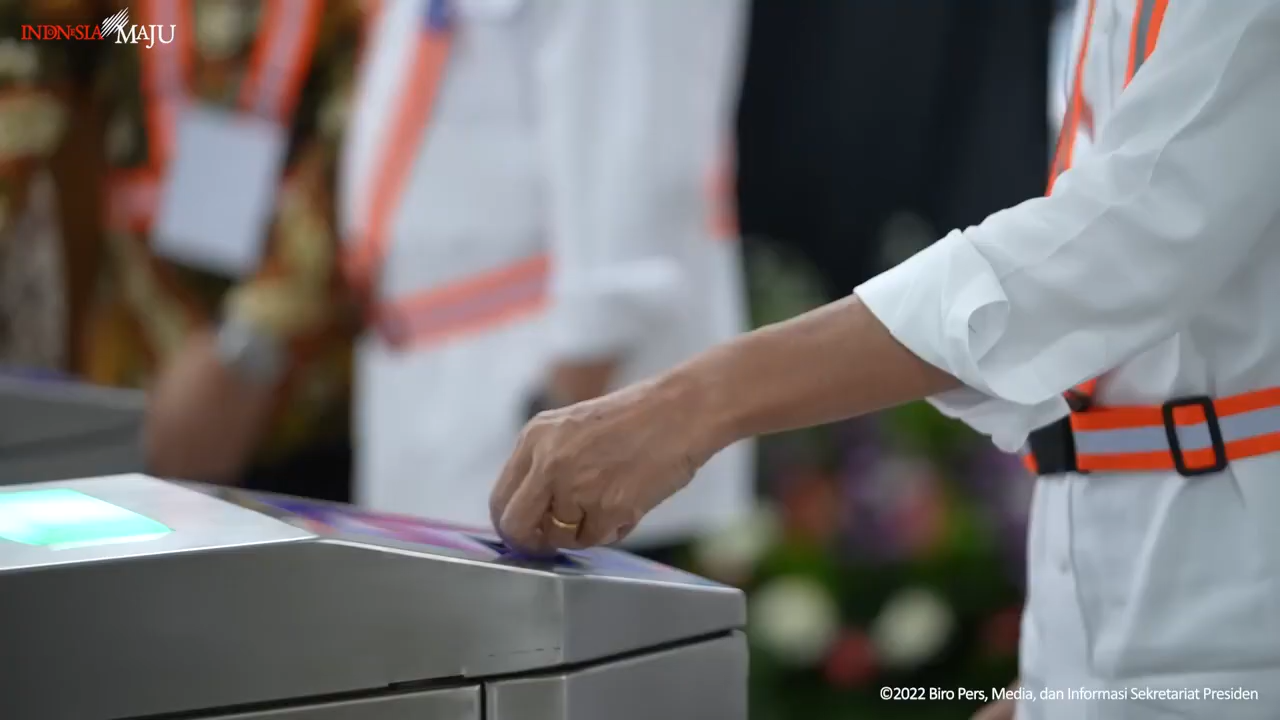 INDONESIA MAJU
©2022 Biro Pers, Media, dan Informasi Sekretariat Presiden